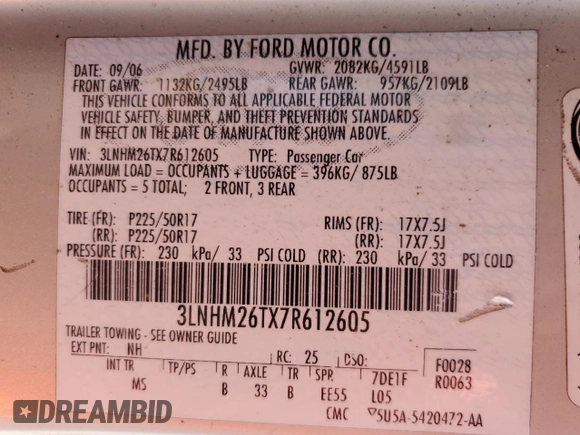 MFD. BY FORD MOTOR CO.
DATE: 09/06 GVWR: 2082KG/4591LB
FRONT GAWR: 1132KG/2495LB REAR GAWR: 957KG/2109LB
THIS VEHICLE CONFORMS TO ALL APPLICABLE FEDERAL MOTOR
VEHICLE SAFETY, BUMPER, AND THEFT PREVENTION STANDARDS
IN EFFECT ON THE DATE OF MANUFACTURE SHOWN ABOVE.
VIN: 3LNHM26TX7R612605 TYPE: Passenger Car
MAXIMUM LOAD = OCCUPANTS + LUGGAGE = 396KG/ 875LB
OCCUPANTS = 5 TOTAL; 2 FRONT, 3 REAR
TIRE (FR): P225/50R17 RIMS (FR): 17X7.5J
(RR): P225/50R17 (RR): 17X7.5J
PRESSURE (FR): 230 kPa/ 33 PSI COLD (RR): 230 kPa/ 33 PSI COLD
3LNHM26TX7R612605
TRAILER TOWING - SEE OWNER GUIDE
EXT PNT: NH RC: 25 DSO: F0028
INT TR TP/PS R AXLE TR SPR 7DE1F R0063
MS B 33 B EE55 L05
CMC ▽5U5A-5420472-AA
DREAMBID